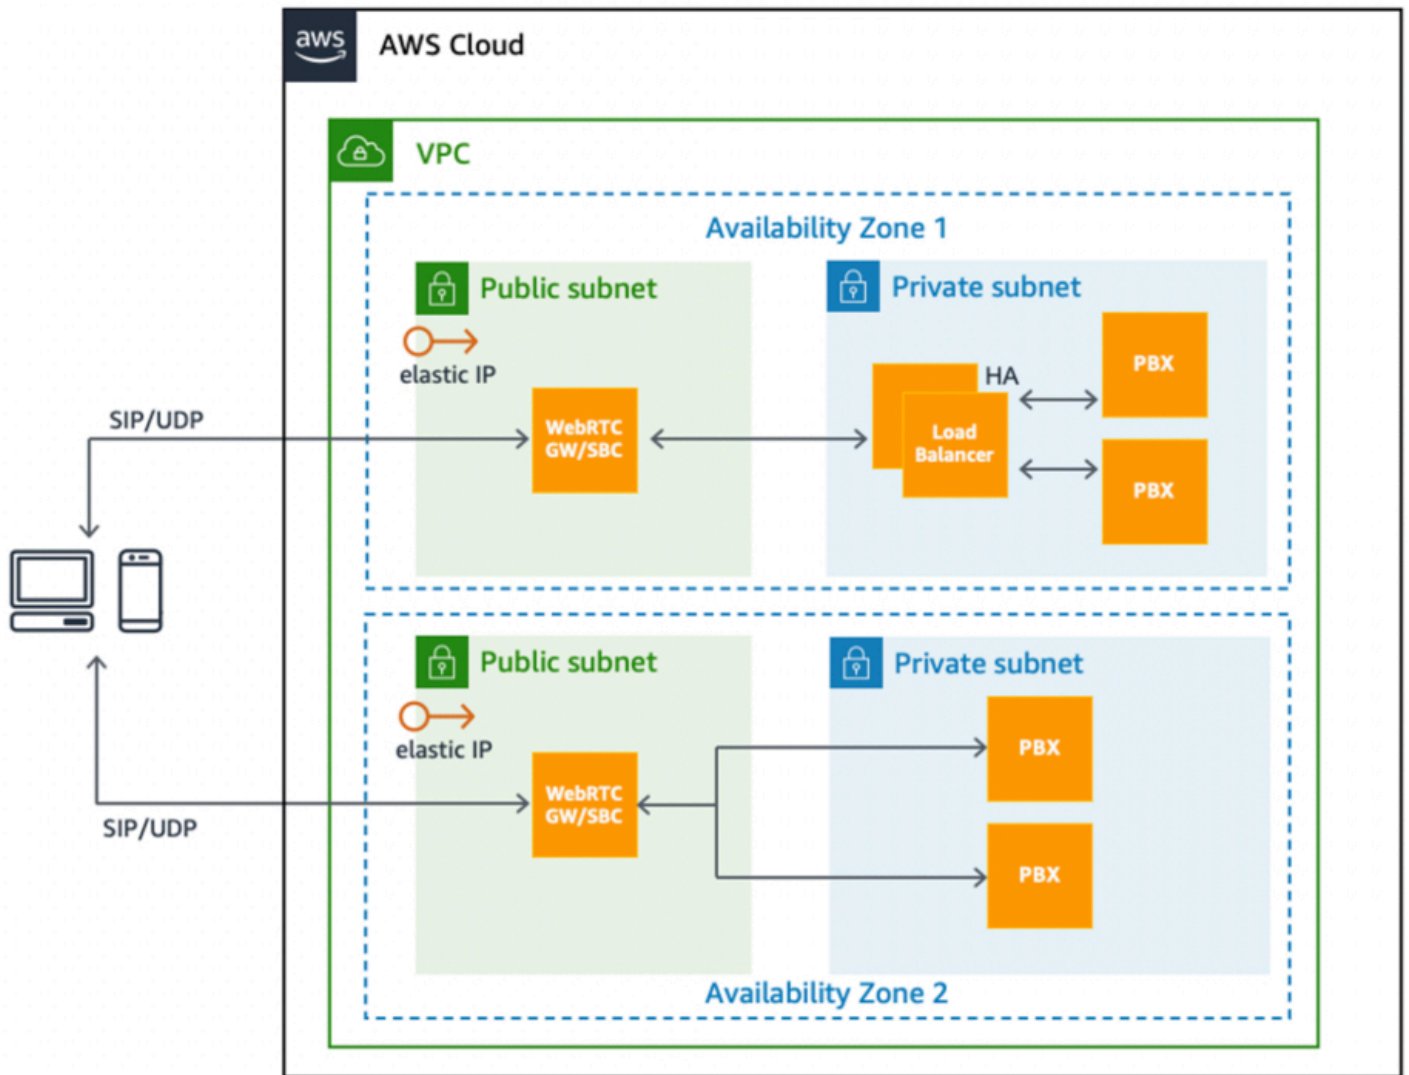 aws
AWS Cloud
VPC
Availability Zone 1
Public subnet
Private subnet
elastic IP
HA
PBX
SIP/UDP
WebRTC
GW/SBC
Load
Balancer
PBX
Public subnet
Private subnet
elastic IP
PBX
WebRTC
GW/SBC
SIP/UDP
PBX
Availability Zone 2